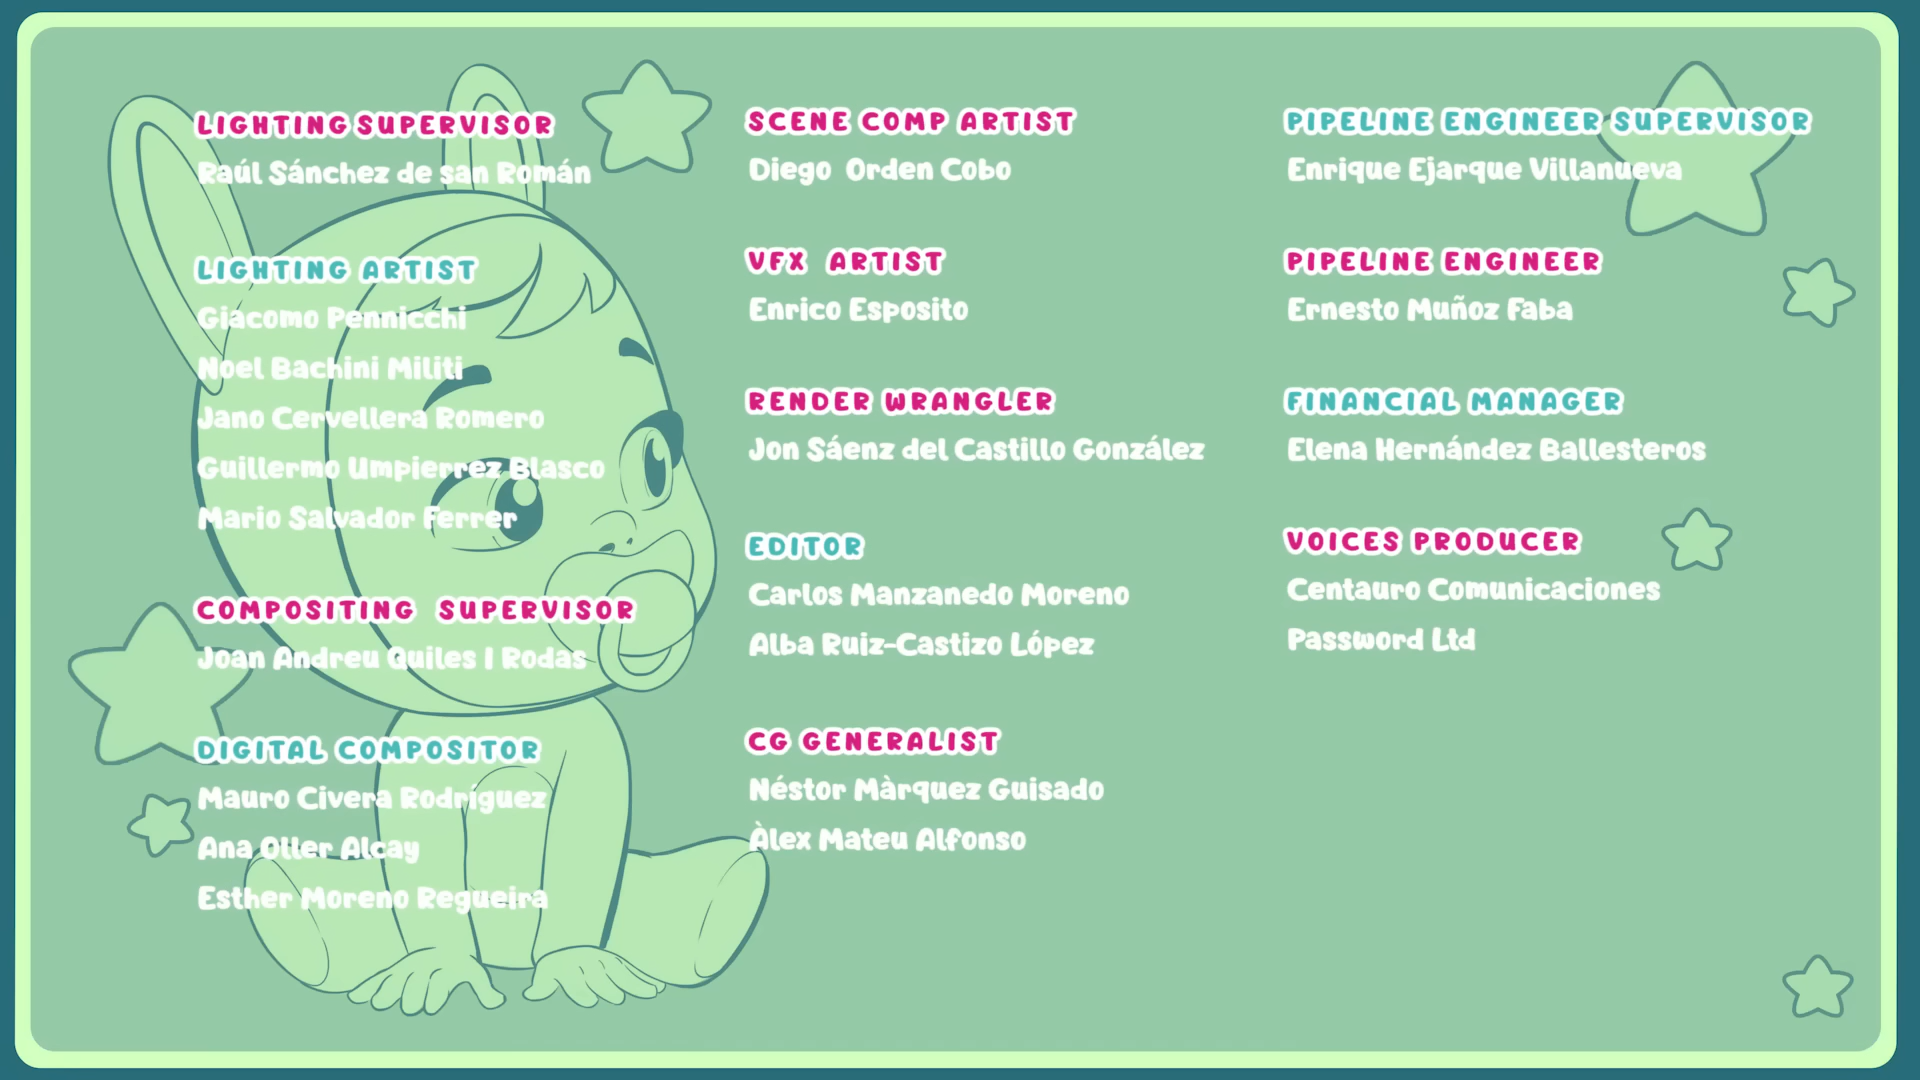 LIGHTING SUPERVISOR
Raúl Sánchez de san Román
LIGHTING ARTIST
Giacomo Pennicchi
Noel Bachini Militi
Jano Cervellera Romero
Guillermo Umpierrez Blasco
Mario Salvador Ferrer
COMPOSITING SUPERVISOR
Joan Andreu Quiles I Rodas
DIGITAL COMPOSITOR
Mauro Civera Rodríguez
Ana Oller Alcay
Esther Moreno Regueira
SCENE COMP ARTIST
Diego Orden Cobo
VFX ARTIST
Enrico Esposito
RENDER WRANGLER
Jon Sáenz del Castillo González
EDITOR
Carlos Manzanedo Moreno
Alba Ruiz-Castizo López
CG GENERALIST
Néstor Màrquez Guisado
Àlex Mateu Alfonso
PIPELINE ENGINEER SUPERVISOR
Enrique Ejarque Villanueva
PIPELINE ENGINEER
Ernesto Muñoz Faba
FINANCIAL MANAGER
Elena Hernández Ballesteros
VOICES PRODUCER
Centauro Comunicaciones
Password Ltd